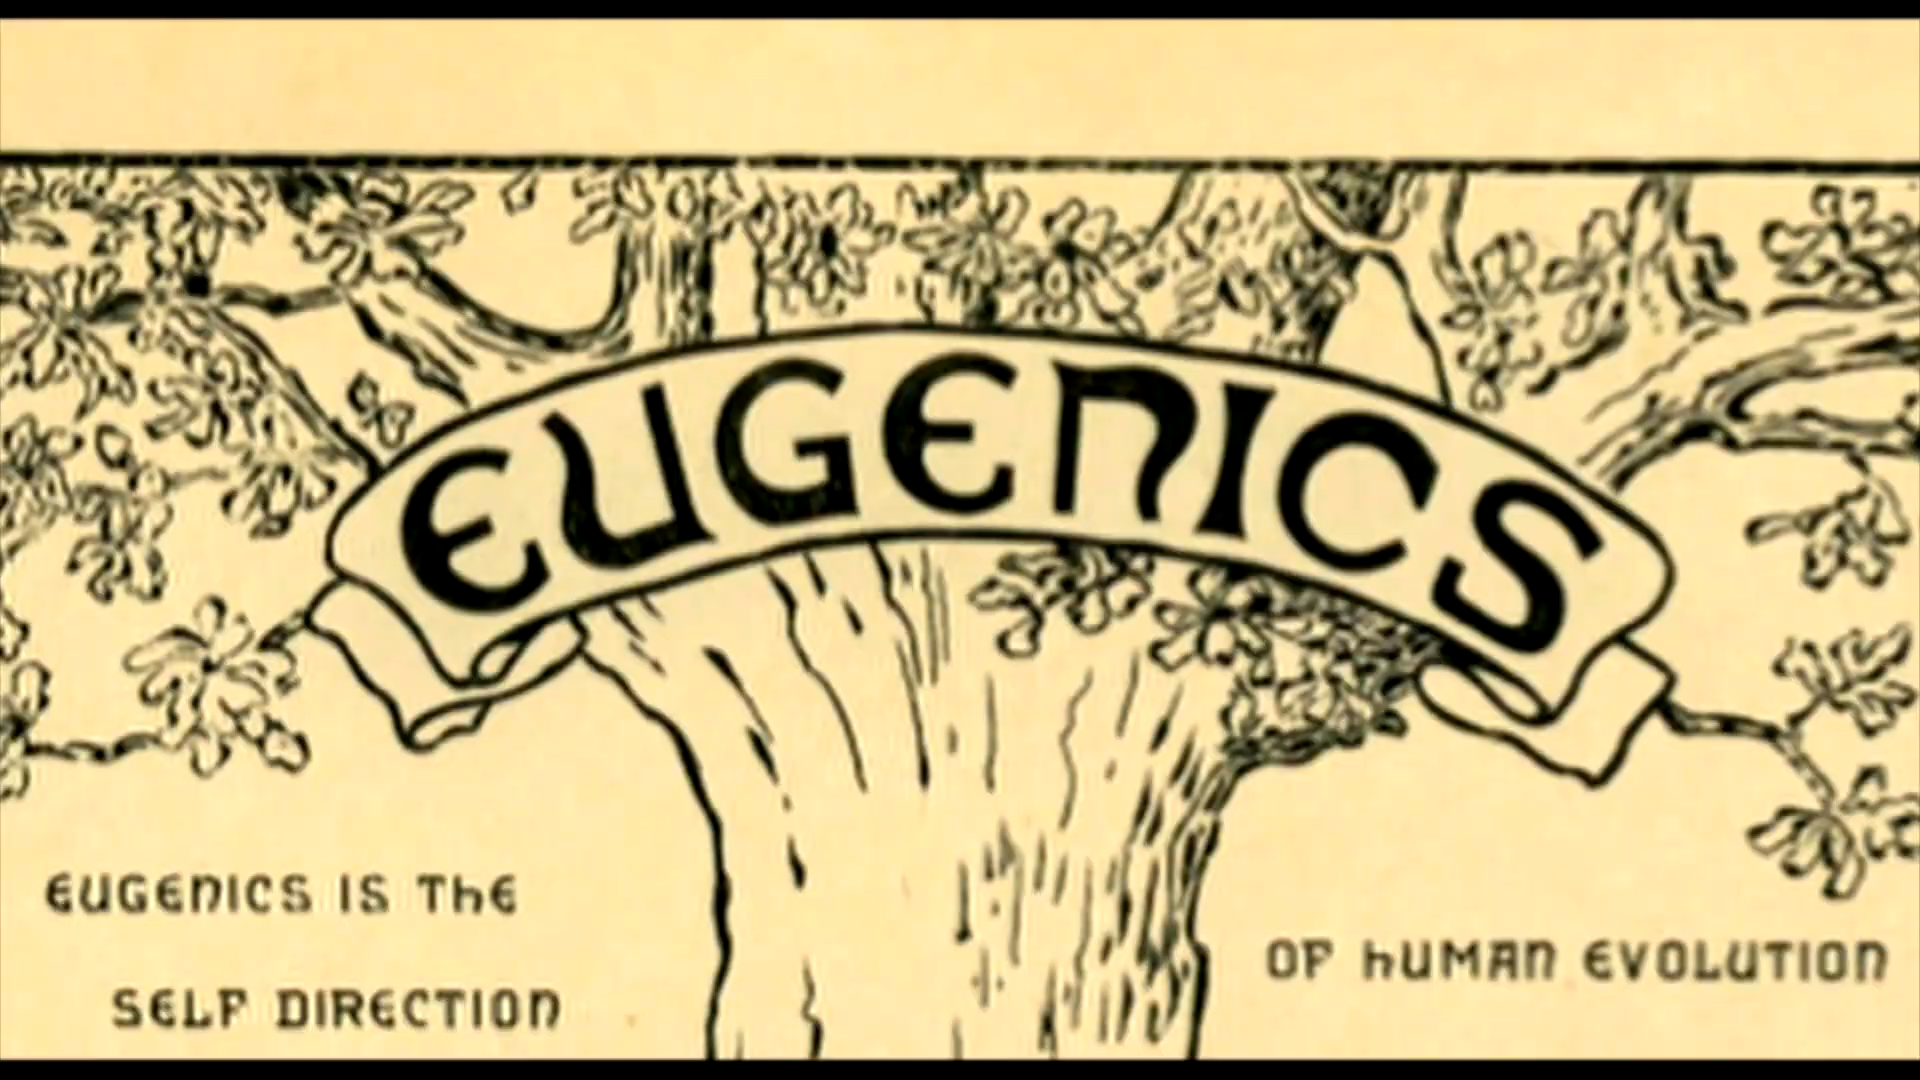 EUGENICS
EUGENICS IS THE
SELF DIRECTION
OF HUMAN EVOLUTION